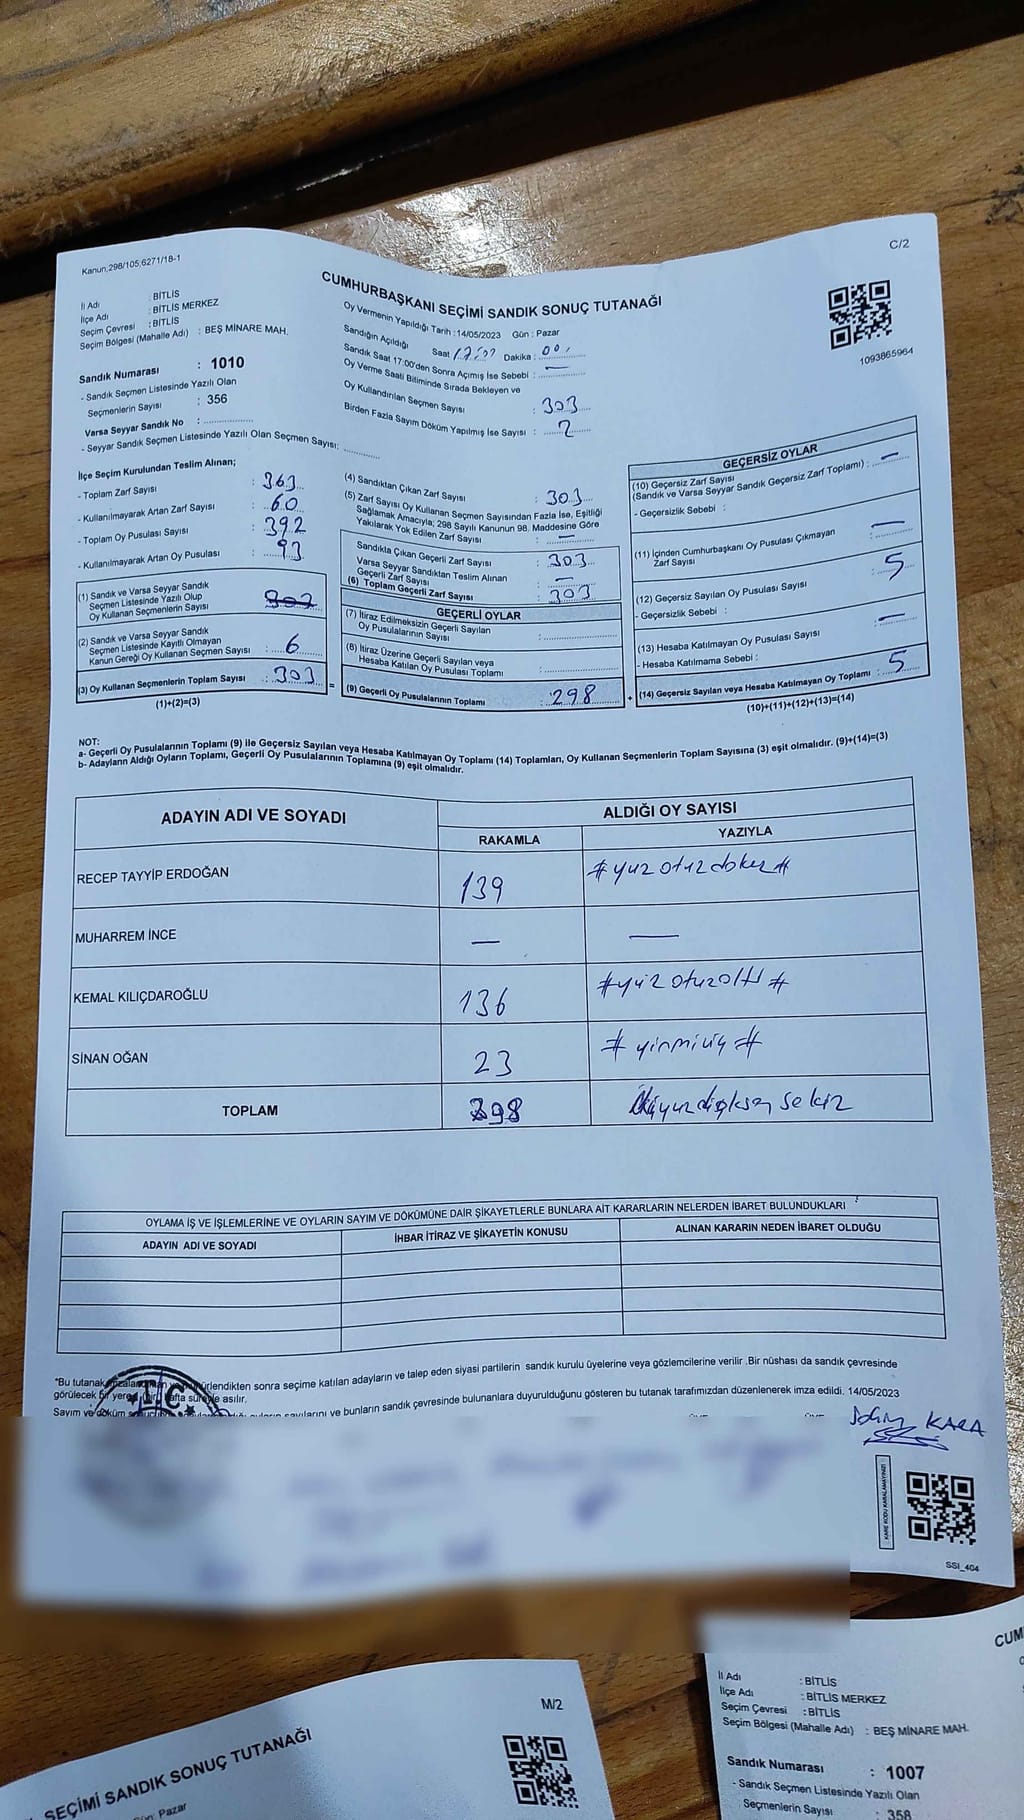 Kanun,298/105;6271/18-1
C/2
CUMHURBAŞKANI SEÇİMİ SANDIK SONUÇ TUTANAĞI
İl Adı : BİTLİS
İlçe Adı : BİTLİS MERKEZ
Seçim Çevresi : BİTLİS
Seçim Bölgesi (Mahalle Adı) : BEŞ MİNARE MAH.
Sandık Numarası : 1010
- Sandık Seçmen Listesinde Yazılı Olan
Seçmenlerin Sayısı : 356
Varsa Seyyar Sandık No :
- Seyyar Sandık Seçmen Listesinde Yazılı Olan Seçmen Sayısı:
Oy Vermenin Yapıldığı Tarih :14/05/2023 Gün : Pazar
Sandığın Açıldığı Saat Dakika : 00
Sandık Saat 17:00'den Sonra Açımış İse Sebebi : —
Oy Verme Saati Bitiminde Sırada Bekleyen ve
Oy Kullandırılan Seçmen Sayısı : 303
Birden Fazla Sayım Döküm Yapılmış İse Sayısı : 2
1093865964
İlçe Seçim Kurulundan Teslim Alınan;
- Toplam Zarf Sayısı : 363
- Kullanılmayarak Artan Zarf Sayısı : 60
- Toplam Oy Pusulası Sayısı : 392
- Kullanılmayarak Artan Oy Pusulası : 93
(1) Sandık ve Varsa Seyyar Sandık
Seçmen Listesinde Yazılı Olup
Oy Kullanan Seçmenlerin Sayısı
(2) Sandık ve Varsa Seyyar Sandık
Seçmen Listesinde Kayıtlı Olmayan
Kanun Gereği Oy Kullanan Seçmen Sayısı : 6
(3) Oy Kullanan Seçmenlerin Toplam Sayısı : 303
(1)+(2)=(3)
=
(4) Sandıktan Çıkan Zarf Sayısı : 303
(5) Zarf Sayısı Oy Kullanan Seçmen Sayısından Fazla İse, Eşitliği
Sağlamak Amacıyla; 298 Sayılı Kanunun 98. Maddesine Göre
Yakılarak Yok Edilen Zarf Sayısı : —
Sandıkta Çıkan Geçerli Zarf Sayısı : 303
Varsa Seyyar Sandıktan Teslim Alınan
Geçerli Zarf Sayısı : —
(6) Toplam Geçerli Zarf Sayısı : 303
GEÇERLİ OYLAR
(7) İtiraz Edilmeksizin Geçerli Sayılan
Oy Pusulalarının Sayısı :
(8) İtiraz Üzerine Geçerli Sayılan veya
Hesaba Katılan Oy Pusulası Toplamı :
(9) Geçerli Oy Pusulalarının Toplamı : 298
+
GEÇERSİZ OYLAR
(10) Geçersiz Zarf Sayısı
(Sandık ve Varsa Seyyar Sandık Geçersiz Zarf Toplamı) : —
- Geçersizlik Sebebi :
(11) İçinden Cumhurbaşkanı Oy Pusulası Çıkmayan
Zarf Sayısı : —
(12) Geçersiz Sayılan Oy Pusulası Sayısı : 5
- Geçersizlik Sebebi :
(13) Hesaba Katılmayan Oy Pusulası Sayısı : —
- Hesaba Katılmama Sebebi :
(14) Geçersiz Sayılan veya Hesaba Katılmayan Oy Toplamı : 5
(10)+(11)+(12)+(13)=(14)
NOT:
a- Geçerli Oy Pusulalarının Toplamı (9) ile Geçersiz Sayılan veya Hesaba Katılmayan Oy Toplamı (14) Toplamları, Oy Kullanan Seçmenlerin Toplam Sayısına (3) eşit olmalıdır. (9)+(14)=(3)
b- Adayların Aldığı Oyların Toplamı, Geçerli Oy Pusulalarının Toplamına (9) eşit olmalıdır.
ADAYIN ADI VE SOYADI ALDIĞI OY SAYISI
RAKAMLA YAZIYLA
RECEP TAYYİP ERDOĞAN 139 #yüzotuzdokuz#
MUHARREM İNCE — —
KEMAL KILIÇDAROĞLU 136 #yüzotuzaltı#
SİNAN OĞAN 23 #yirmiüç#
TOPLAM 298 ikiyüzdoksansekiz
OYLAMA İŞ VE İŞLEMLERİNE VE OYLARIN SAYIM VE DÖKÜMÜNE DAİR ŞİKAYETLERLE BUNLARA AİT KARARLARIN NELERDEN İBARET BULUNDUKLARI
ADAYIN ADI VE SOYADI İHBAR İTİRAZ VE ŞİKAYETİN KONUSU ALINAN KARARIN NEDEN İBARET OLDUĞU
*Bu tutanak sonra seçime katılan adayların ve talep eden siyasi partilerin sandık kurulu üyelerine veya gözlemcilerine verilir .Bir nüshası da sandık çevresinde
görülecek bir yere hafta süreyle asılır.
Sayım ve döküm sayılarını ve bunların sandık çevresinde bulunanlara duyurulduğunu gösteren bu tutanak tarafımızdan düzenlenerek imza edildi. 14/05/2023
T.C.
KARA
KARE KODU KARALAMAYINIZ!
SSI_404
M/2
SEÇİMİ SANDIK SONUÇ TUTANAĞI
Pazar
CUM
İl Adı : BİTLİS
İlçe Adı : BİTLİS MERKEZ
Seçim Çevresi : BİTLİS
Seçim Bölgesi (Mahalle Adı) : BEŞ MİNARE MAH.
Sandık Numarası : 1007
- Sandık Seçmen Listesinde Yazılı Olan
Seçmenlerin Sayısı : 358